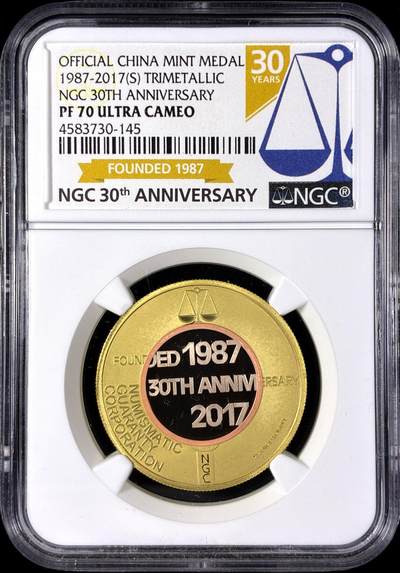 OFFICIAL CHINA MINT MEDAL
1987-2017(S) TRIMETALLIC
NGC 30TH ANNIVERSARY
PF 70 ULTRA CAMEO
4583730-145
30
YEARS
FOUNDED 1987
NGC 30th ANNIVERSARY
NGC®
FOUNDED 1987
30TH ANNIVERSARY
2017
NUMISMATIC
GUARANTY
CORPORATION
NGC